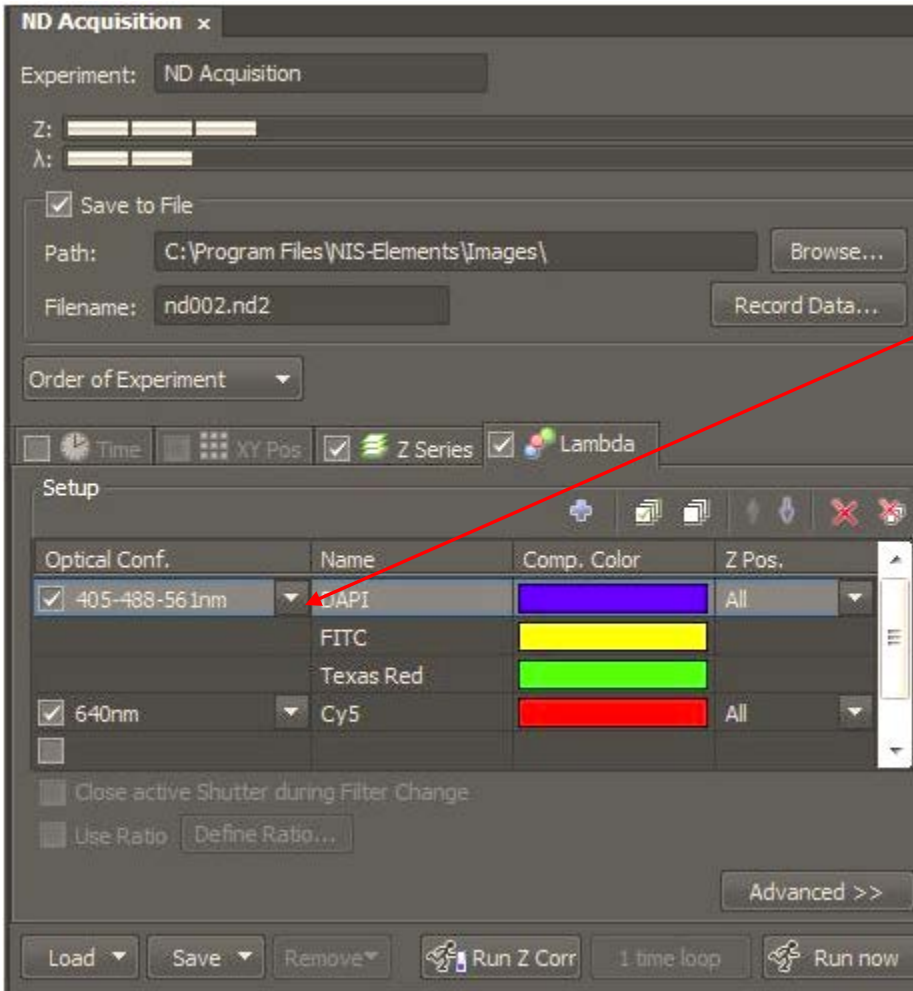 ND Acquisition x
Experiment: ND Acquisition
Z:
λ:
Save to File
Path: C:\Program Files\NIS-Elements\Images\ Browse...
Filename: nd002.nd2 Record Data...
Order of Experiment
Time XY Pos Z Series Lambda
Setup
Optical Conf. Name Comp. Color Z Pos.
405-488-561nm DAPI All
FITC
Texas Red
640nm Cy5 All
Close active Shutter during Filter Change
Use Ratio Define Ratio...
Advanced >>
Load Save Remove Run Z Corr 1 time loop Run now